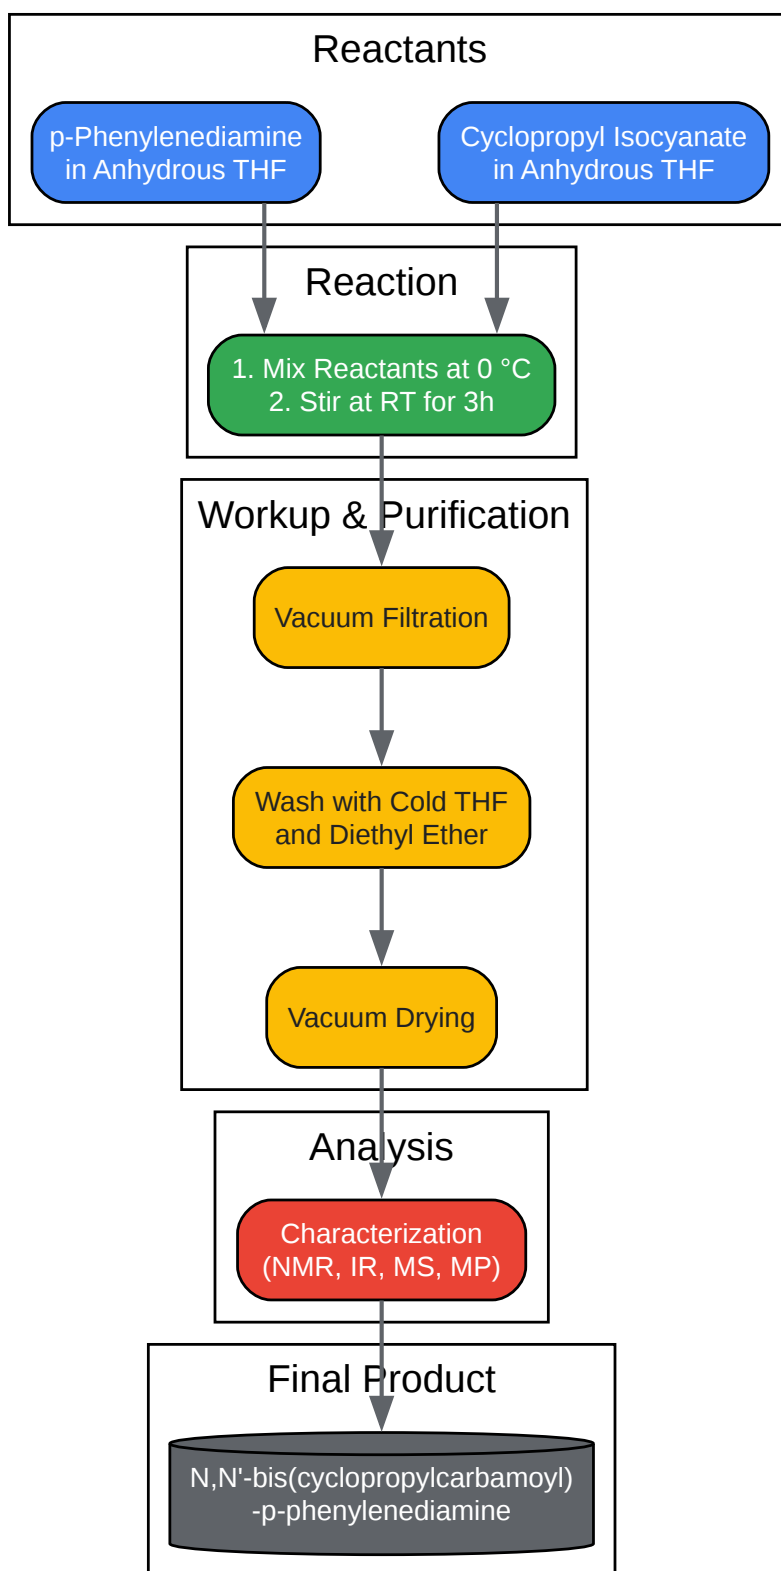 Reactants
p-Phenylenediamine
in Anhydrous THF
Cyclopropyl Isocyanate
in Anhydrous THF
Reaction
1. Mix Reactants at 0 °C
2. Stir at RT for 3h
Workup & Purification
Vacuum Filtration
Wash with Cold THF
and Diethyl Ether
Vacuum Drying
Analysis
Characterization
(NMR, IR, MS, MP)
Final Product
N,N'-bis(cyclopropylcarbamoyl)
-p-phenylenediamine